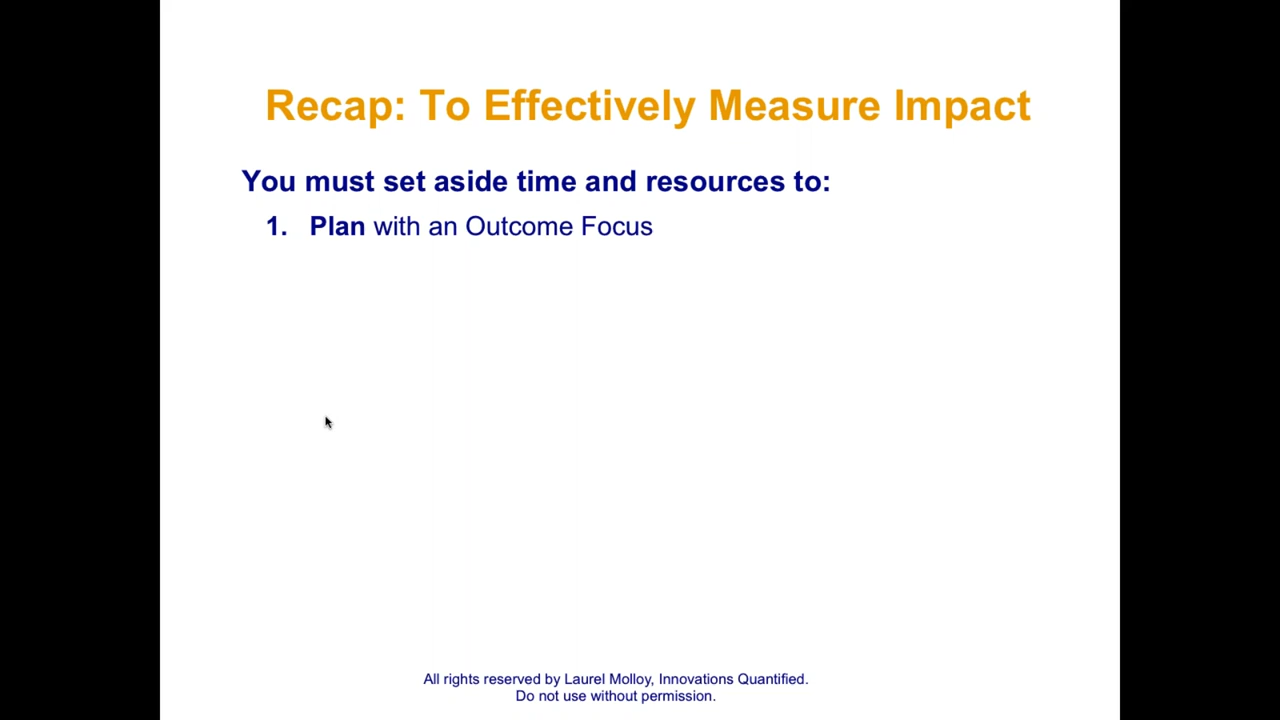 Recap: To Effectively Measure Impact
You must set aside time and resources to:
1. Plan with an Outcome Focus
All rights reserved by Laurel Molloy, Innovations Quantified.
Do not use without permission.